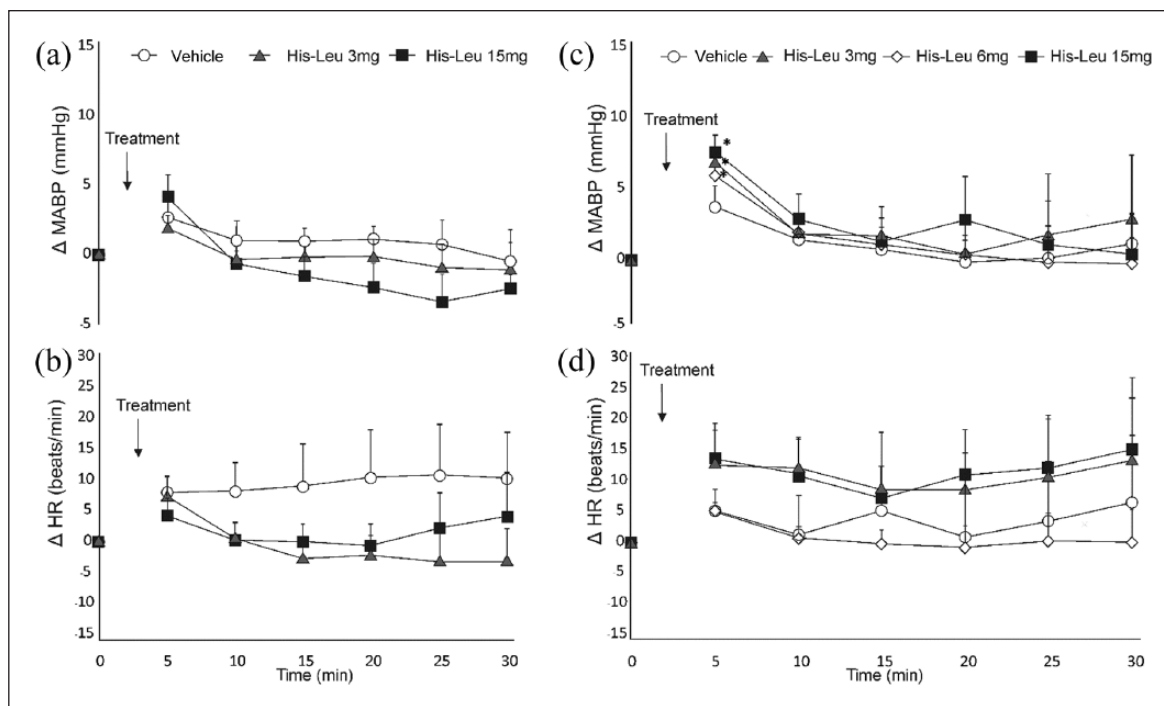 (a)
Vehicle
His-Leu 3mg
His-Leu 15mg
Δ MABP (mmHg)
15
10
5
0
-5
Treatment
(c)
Vehicle
His-Leu 3mg
His-Leu 6mg
His-Leu 15mg
Δ MABP (mmHg)
15
10
5
0
-5
Treatment
*
*
*
(b)
Δ HR (beats/min)
30
25
20
15
10
5
0
-5
-10
-15
Treatment
0 5 10 15 20 25 30
Time (min)
(d)
Δ HR (beats/min)
30
25
20
15
10
5
0
-5
-10
-15
Treatment
0 5 10 15 20 25 30
Time (min)